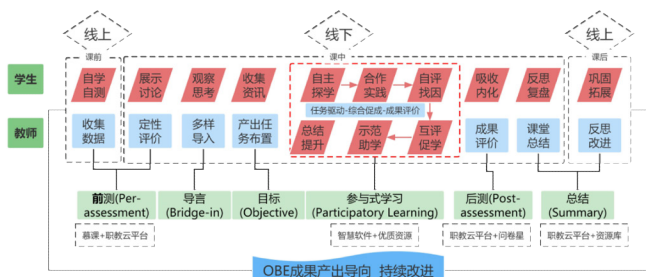 线上
线下
线上
课前
课中
课后
学生
自学
自测
展示
讨论
观察
思考
收集
资讯
自主
探学
合作
实践
自评
找因
吸收
内化
反思
复盘
巩固
拓展
任务驱动-综合促成-成果评价
教师
收集
数据
定性
评价
多样
导入
产出任
务布置
总结
提升
示范
助学
互评
促学
成果
评价
课堂
总结
反思
改进
前测(Per-
assessment)
导言
(Bridge-in)
目标
(Objective)
参与式学习
(Participatory Learning)
后测(Post-
assessment)
总结
(Summary)
慕课+职教云平台
智慧软件+优质资源
职教云平台+问卷星
职教云平台+资源库
OBE成果产出导向 持续改进